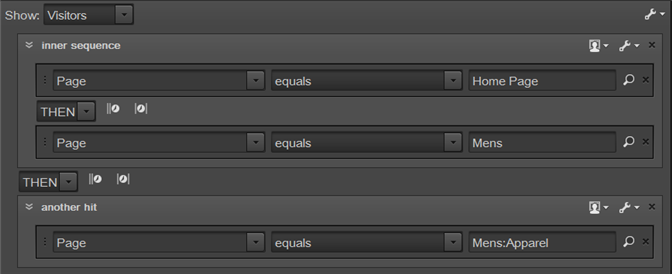 Show: Visitors
inner sequence
Page equals Home Page
THEN
Page equals Mens
THEN
another hit
Page equals Mens:Apparel